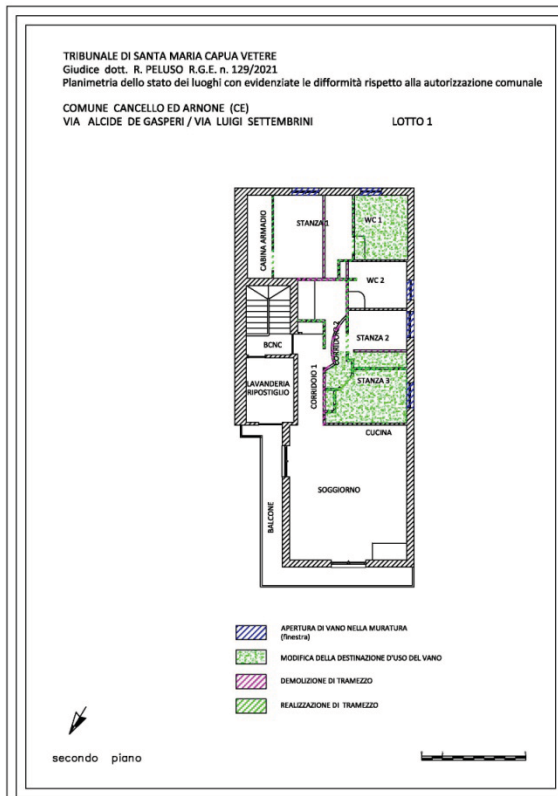 TRIBUNALE DI SANTA MARIA CAPUA VETERE
Giudice dott. R. PELUSO R.G.E. n. 129/2021
Planimetria dello stato dei luoghi con evidenziate le difformità rispetto alla autorizzazione comunale
COMUNE CANCELLO ED ARNONE (CE)
VIA ALCIDE DE GASPERI / VIA LUIGI SETTEMBRINI LOTTO 1
CABINA ARMADIO
STANZA 1
WC 1
WC 2
BCNC
CORRIDOIO 2
STANZA 2
LAVANDERIA
RIPOSTIGLIO
CORRIDOIO 1
STANZA 3
CUCINA
SOGGIORNO
BALCONE
APERTURA DI VANO NELLA MURATURA
(finestra)
MODIFICA DELLA DESTINAZIONE D'USO DEL VANO
DEMOLIZIONE DI TRAMEZZO
REALIZZAZIONE DI TRAMEZZO
secondo piano